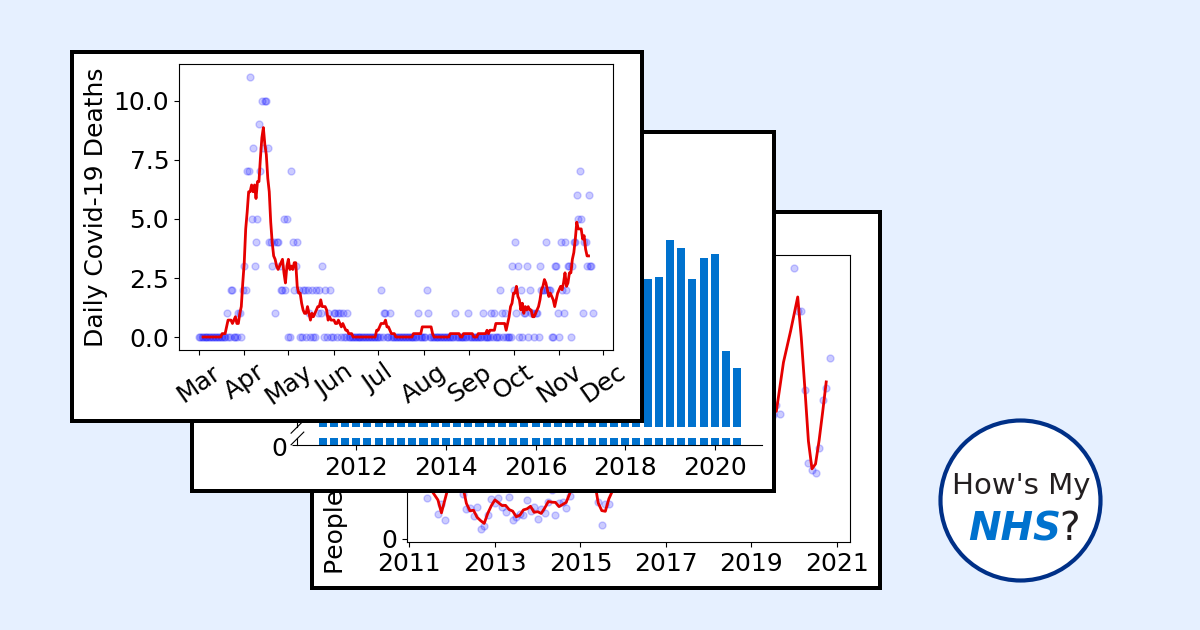 Daily Covid-19 Deaths
10.0
7.5
5.0
2.5
0.0
Mar Apr May Jun Jul Aug Sep Oct Nov Dec
0
2012 2014 2016 2018 2020
People
0
2011 2013 2015 2017 2019 2021
How's My
NHS?